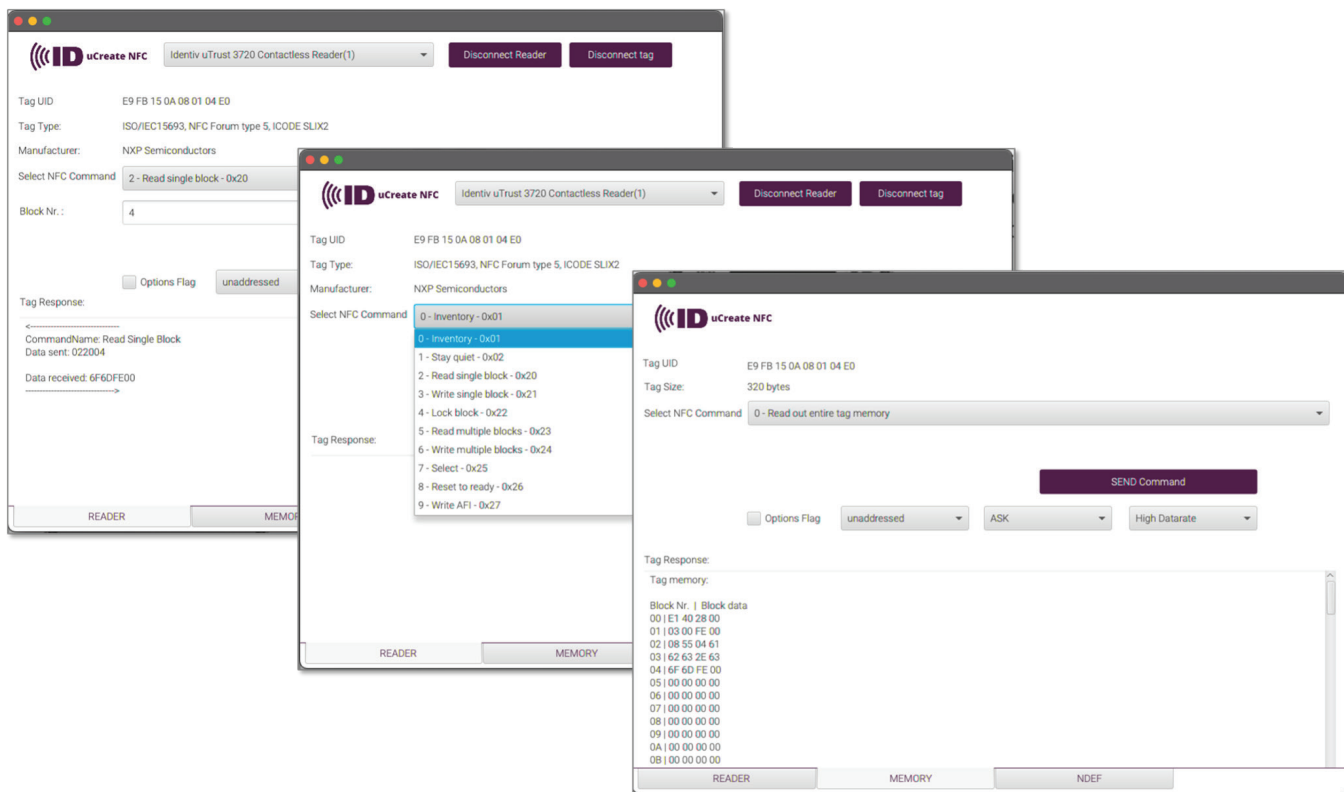 ID uCreate NFC Identiv uTrust 3720 Contactless Reader(1) Disconnect Reader Disconnect tag
Tag UID E9 FB 15 0A 08 01 04 E0
Tag Type: ISO/IEC15693, NFC Forum type 5, ICODE SLIX2
Manufacturer: NXP Semiconductors
Select NFC Command 2 - Read single block - 0x20
Block Nr. : 4
Options Flag unaddressed
Tag Response:
<------------------------------
CommandName: Read Single Block
Data sent: 022004
Data received: 6F6DFE00
------------------------------>
READER
ID uCreate NFC Identiv uTrust 3720 Contactless Reader(1) Disconnect Reader Disconnect tag
Tag UID E9 FB 15 0A 08 01 04 E0
Tag Type: ISO/IEC15693, NFC Forum type 5, ICODE SLIX2
Manufacturer: NXP Semiconductors
Select NFC Command 0 - Inventory - 0x01
0 - Inventory - 0x01
1 - Stay quiet - 0x02
2 - Read single block - 0x20
3 - Write single block - 0x21
4 - Lock block - 0x22
5 - Read multiple blocks - 0x23
6 - Write multiple blocks - 0x24
7 - Select - 0x25
8 - Reset to ready - 0x26
9 - Write AFI - 0x27
Tag Response:
READER MEMORY
ID uCreate NFC
Tag UID E9 FB 15 0A 08 01 04 E0
Tag Size: 320 bytes
Select NFC Command 0 - Read out entire tag memory
SEND Command
Options Flag unaddressed ASK High Datarate
Tag Response:
Tag memory:
Block Nr. | Block data
00 | E1 40 28 00
01 | 03 00 FE 00
02 | 08 55 04 61
03 | 62 63 2E 63
04 | 6F 6D FE 00
05 | 00 00 00 00
06 | 00 00 00 00
07 | 00 00 00 00
08 | 00 00 00 00
09 | 00 00 00 00
0A | 00 00 00 00
0B | 00 00 00 00
READER MEMORY NDEF